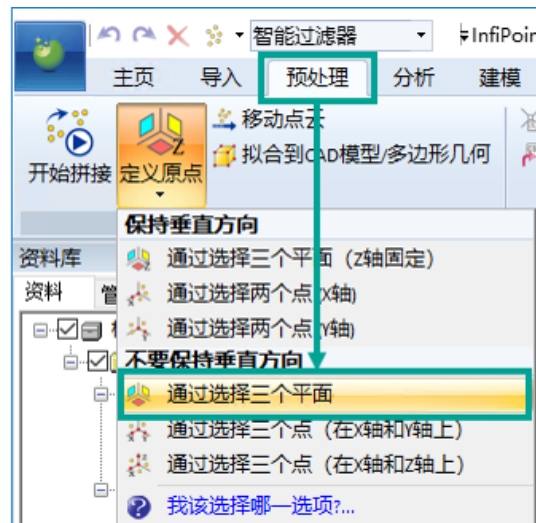 智能过滤器
InfiPoin
主页 导入 预处理 分析 建模
开始拼接
定义原点
移动点云
拟合到CAD模型/多边形几何
保持垂直方向
资料库
通过选择三个平面（Z轴固定）
资料
通过选择两个点(X轴)
通过选择两个点(Y轴)
不要保持垂直方向
通过选择三个平面
通过选择三个点（在X轴和Y轴上）
通过选择三个点（在X轴和Z轴上）
我该选择哪一选项?...